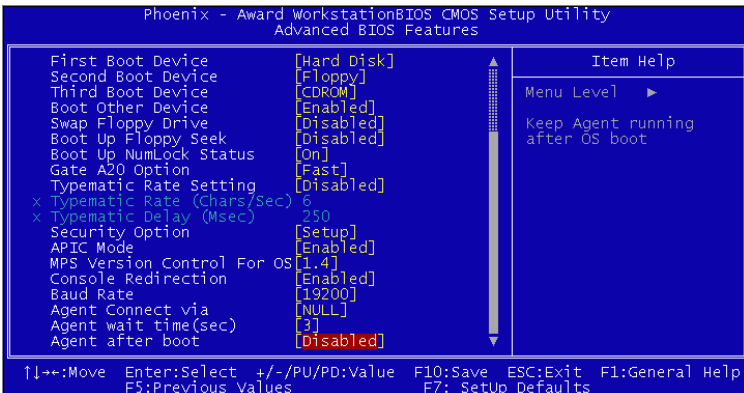 Phoenix - Award WorkstationBIOS CMOS Setup Utility
Advanced BIOS Features
First Boot Device [Hard Disk]
Second Boot Device [Floppy]
Third Boot Device [CDROM]
Boot Other Device [Enabled]
Swap Floppy Drive [Disabled]
Boot Up Floppy Seek [Disabled]
Boot Up NumLock Status [On]
Gate A20 Option [Fast]
Typematic Rate Setting [Disabled]
x Typematic Rate (Chars/Sec) 6
x Typematic Delay (Msec) 250
Security Option [Setup]
APIC Mode [Enabled]
MPS Version Control For OS[1.4]
Console Redirection [Enabled]
Baud Rate [19200]
Agent Connect via [NULL]
Agent wait time(sec) [3]
Agent after boot [Disabled]
Item Help
Menu Level ►
Keep Agent running
after OS boot
↑↓→←:Move Enter:Select +/-/PU/PD:Value F10:Save ESC:Exit F1:General Help
F5:Previous Values F7: SetUp Defaults